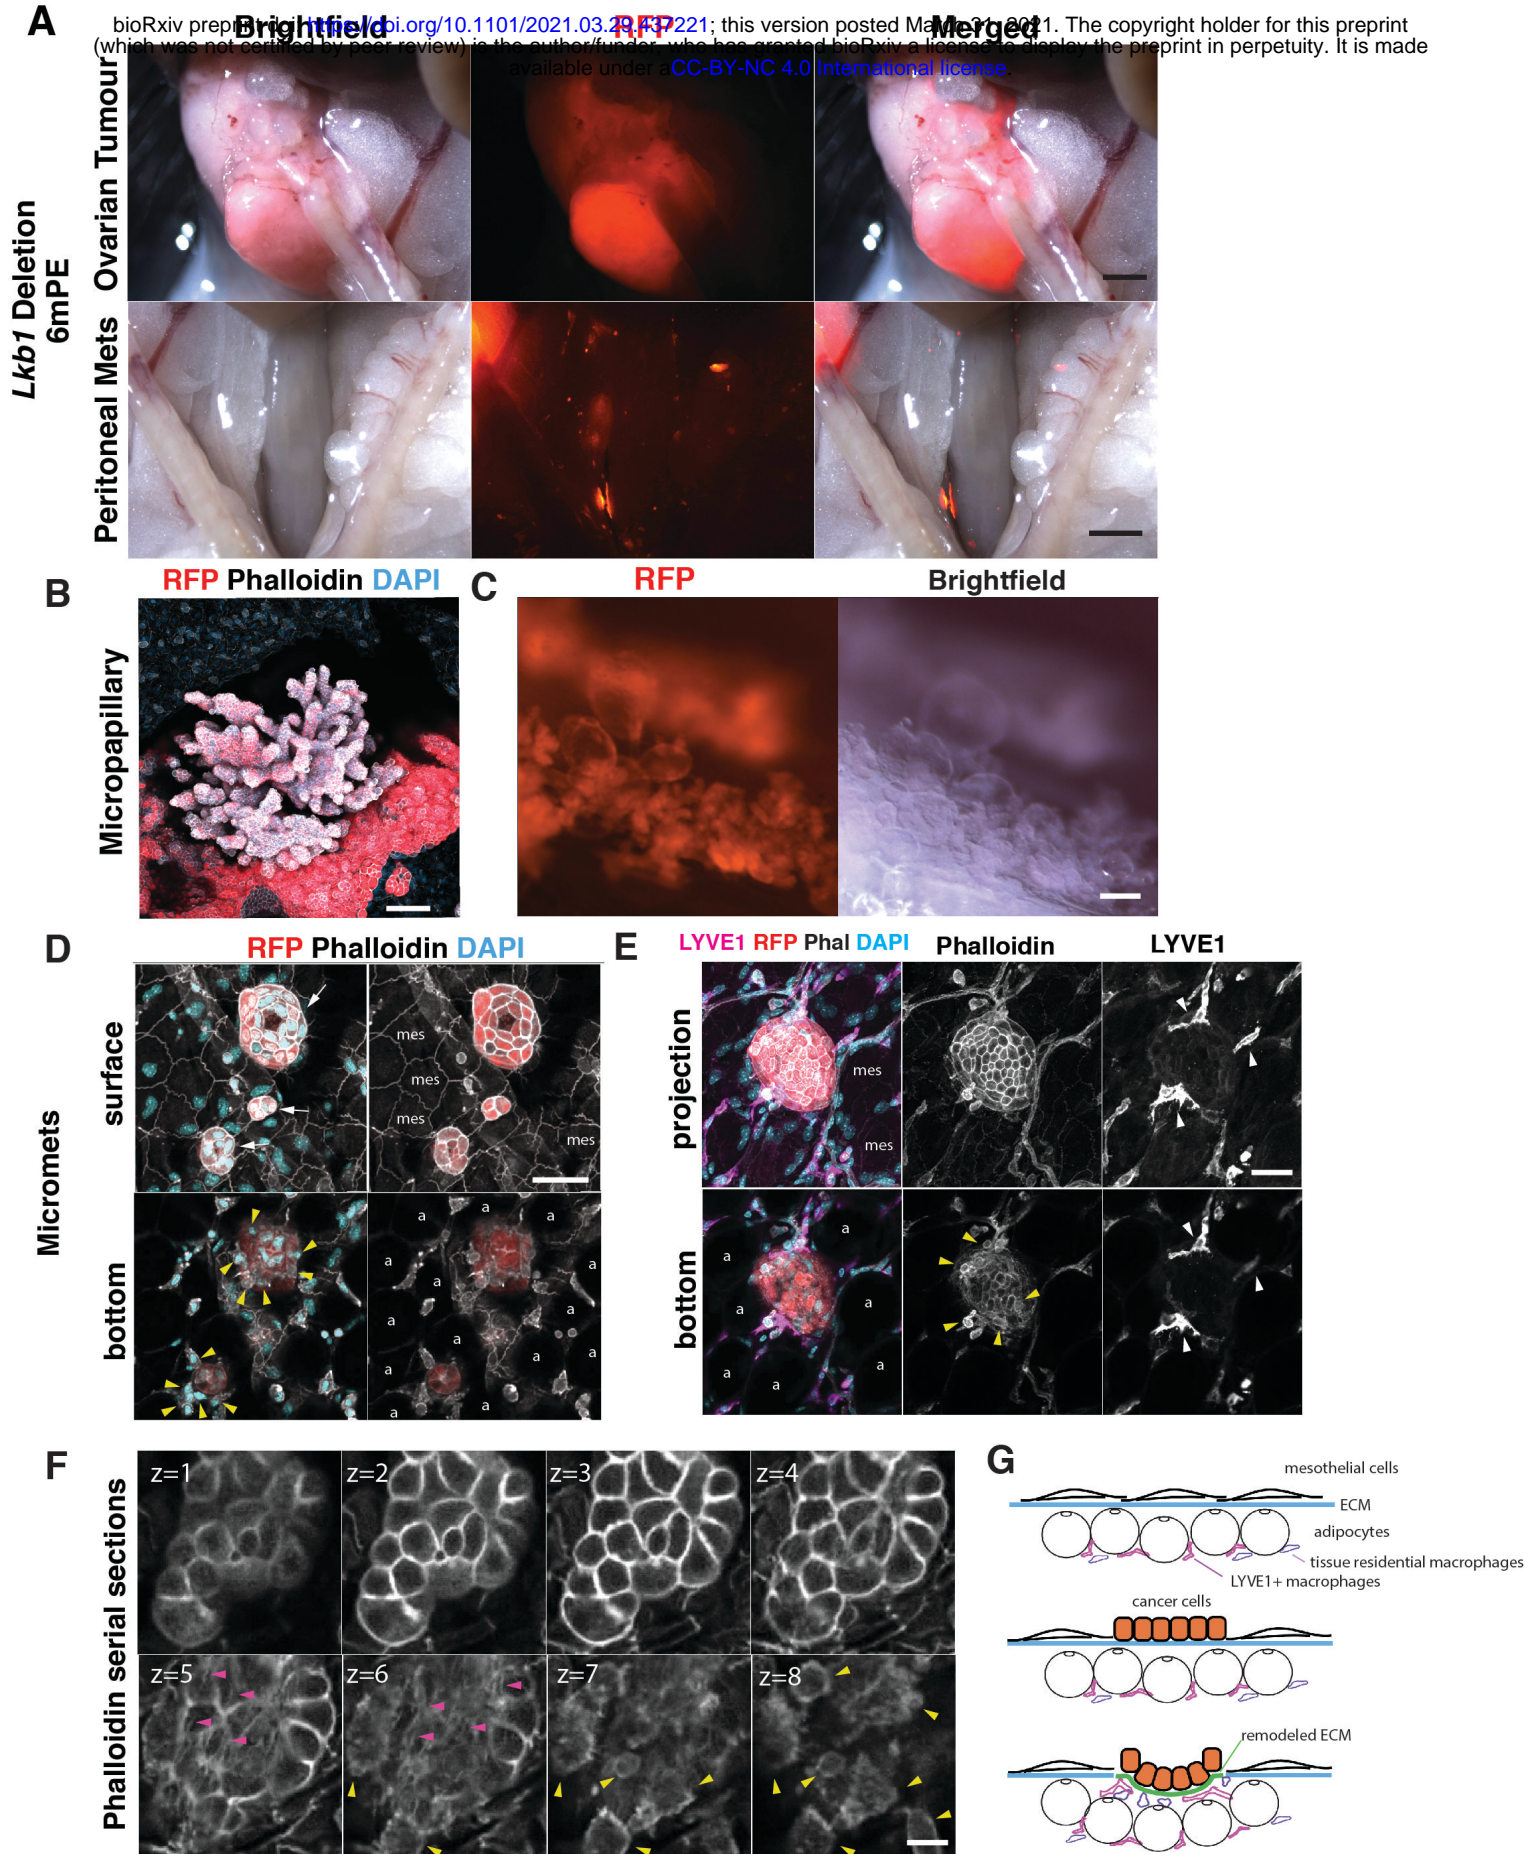 A
bioRxiv preprint doi: https://doi.org/10.1101/2021.03.29.437221; this version posted March 31, 2021. The copyright holder for this preprint
(which was not certified by peer review) is the author/funder, who has granted bioRxiv a license to display the preprint in perpetuity. It is made
available under aCC-BY-NC 4.0 International license.
Brightfield RFP Merged
Lkb1 Deletion
6mPE
Ovarian Tumour
Peritoneal Mets
B
RFP Phalloidin DAPI
C
RFP Brightfield
Micropapillary
D
RFP Phalloidin DAPI
Micromets
surface
mes
mes
mes
mes
bottom
a a
a a
a
a
a a
a
a a
E
LYVE1 RFP Phal DAPI Phalloidin LYVE1
projection
mes
mes
bottom
a
a
a a
a
a a
F
Phalloidin serial sections
z=1 z=2 z=3 z=4
z=5 z=6 z=7 z=8
G
mesothelial cells
ECM
adipocytes
tissue residential macrophages
LYVE1+ macrophages
cancer cells
remodeled ECM